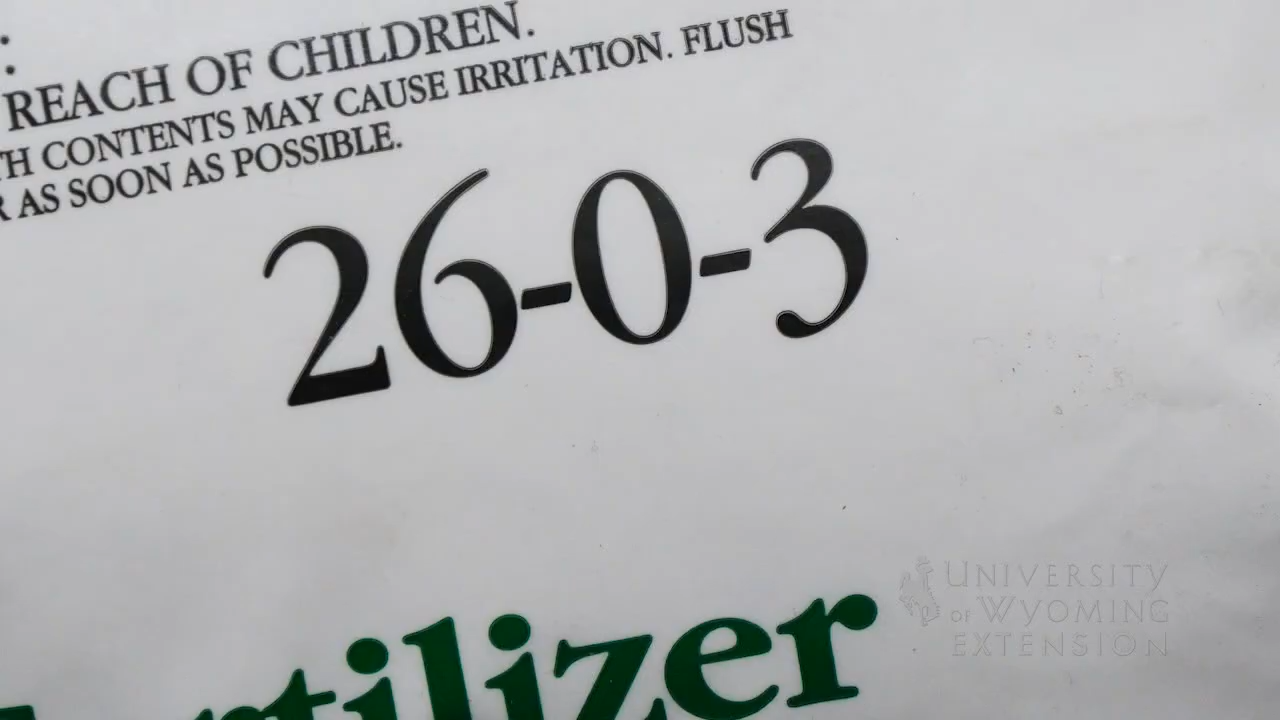 :
REACH OF CHILDREN.
CONTENTS MAY CAUSE IRRITATION. FLUSH
AS SOON AS POSSIBLE.
26-0-3
Fertilizer
UNIVERSITY
OF WYOMING
EXTENSION